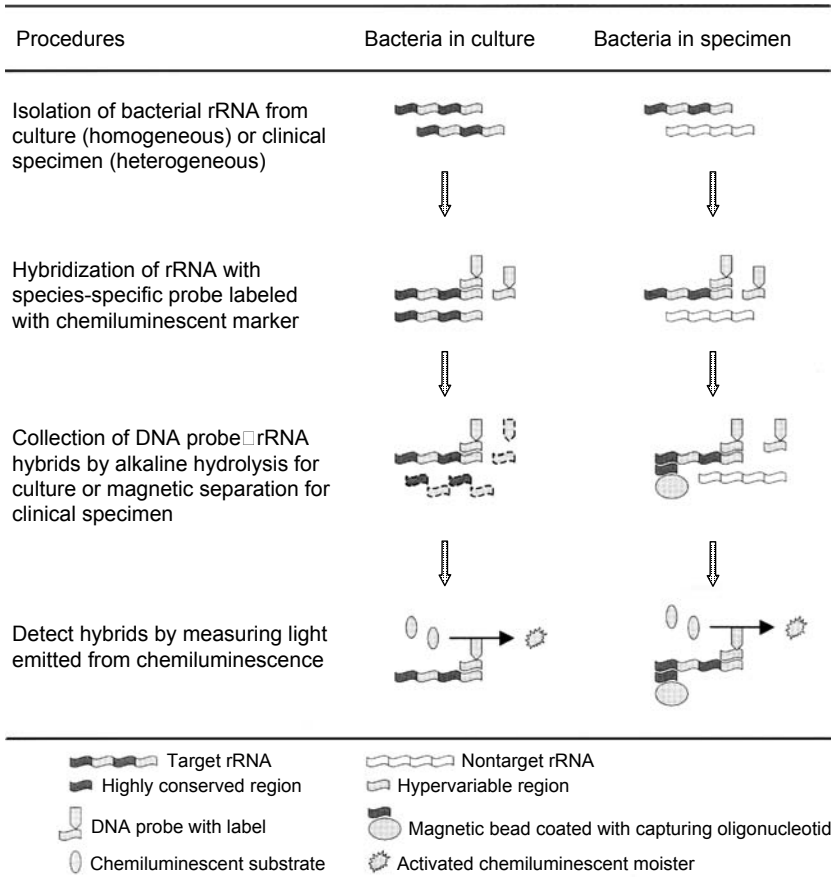 Procedures Bacteria in culture Bacteria in specimen
Isolation of bacterial rRNA from
culture (homogeneous) or clinical
specimen (heterogeneous)
Hybridization of rRNA with
species-specific probe labeled
with chemiluminescent marker
Collection of DNA probe□rRNA
hybrids by alkaline hydrolysis for
culture or magnetic separation for
clinical specimen
Detect hybrids by measuring light
emitted from chemiluminescence
Target rRNA Nontarget rRNA
Highly conserved region Hypervariable region
DNA probe with label Magnetic bead coated with capturing oligonucleotid
Chemiluminescent substrate Activated chemiluminescent moister